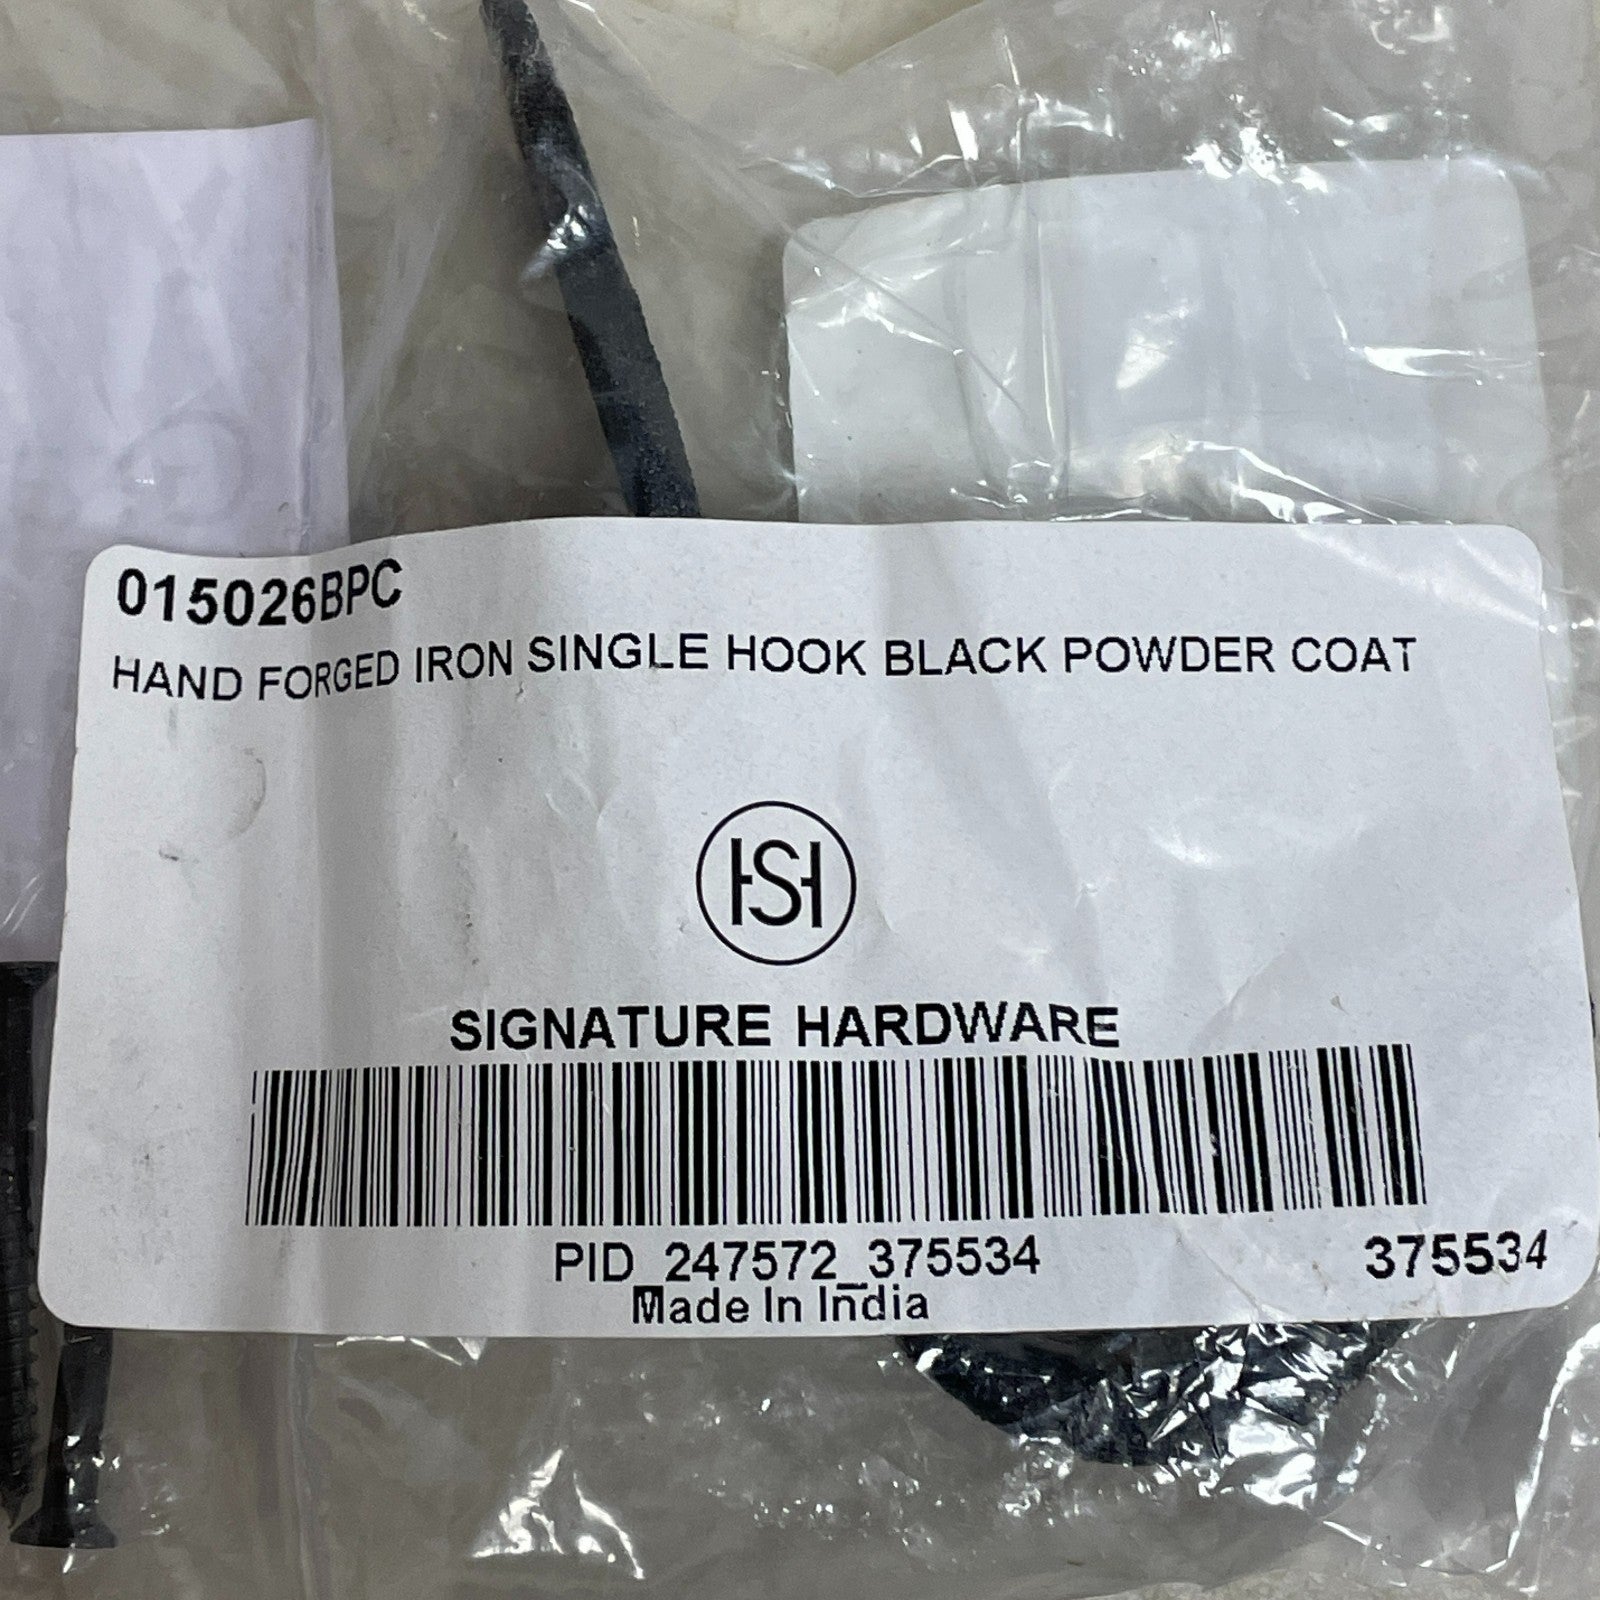 015026BPC
HAND FORGED IRON SINGLE HOOK BLACK POWDER COAT
HSH
SIGNATURE HARDWARE
PID_247572_375534 375534
Made In India